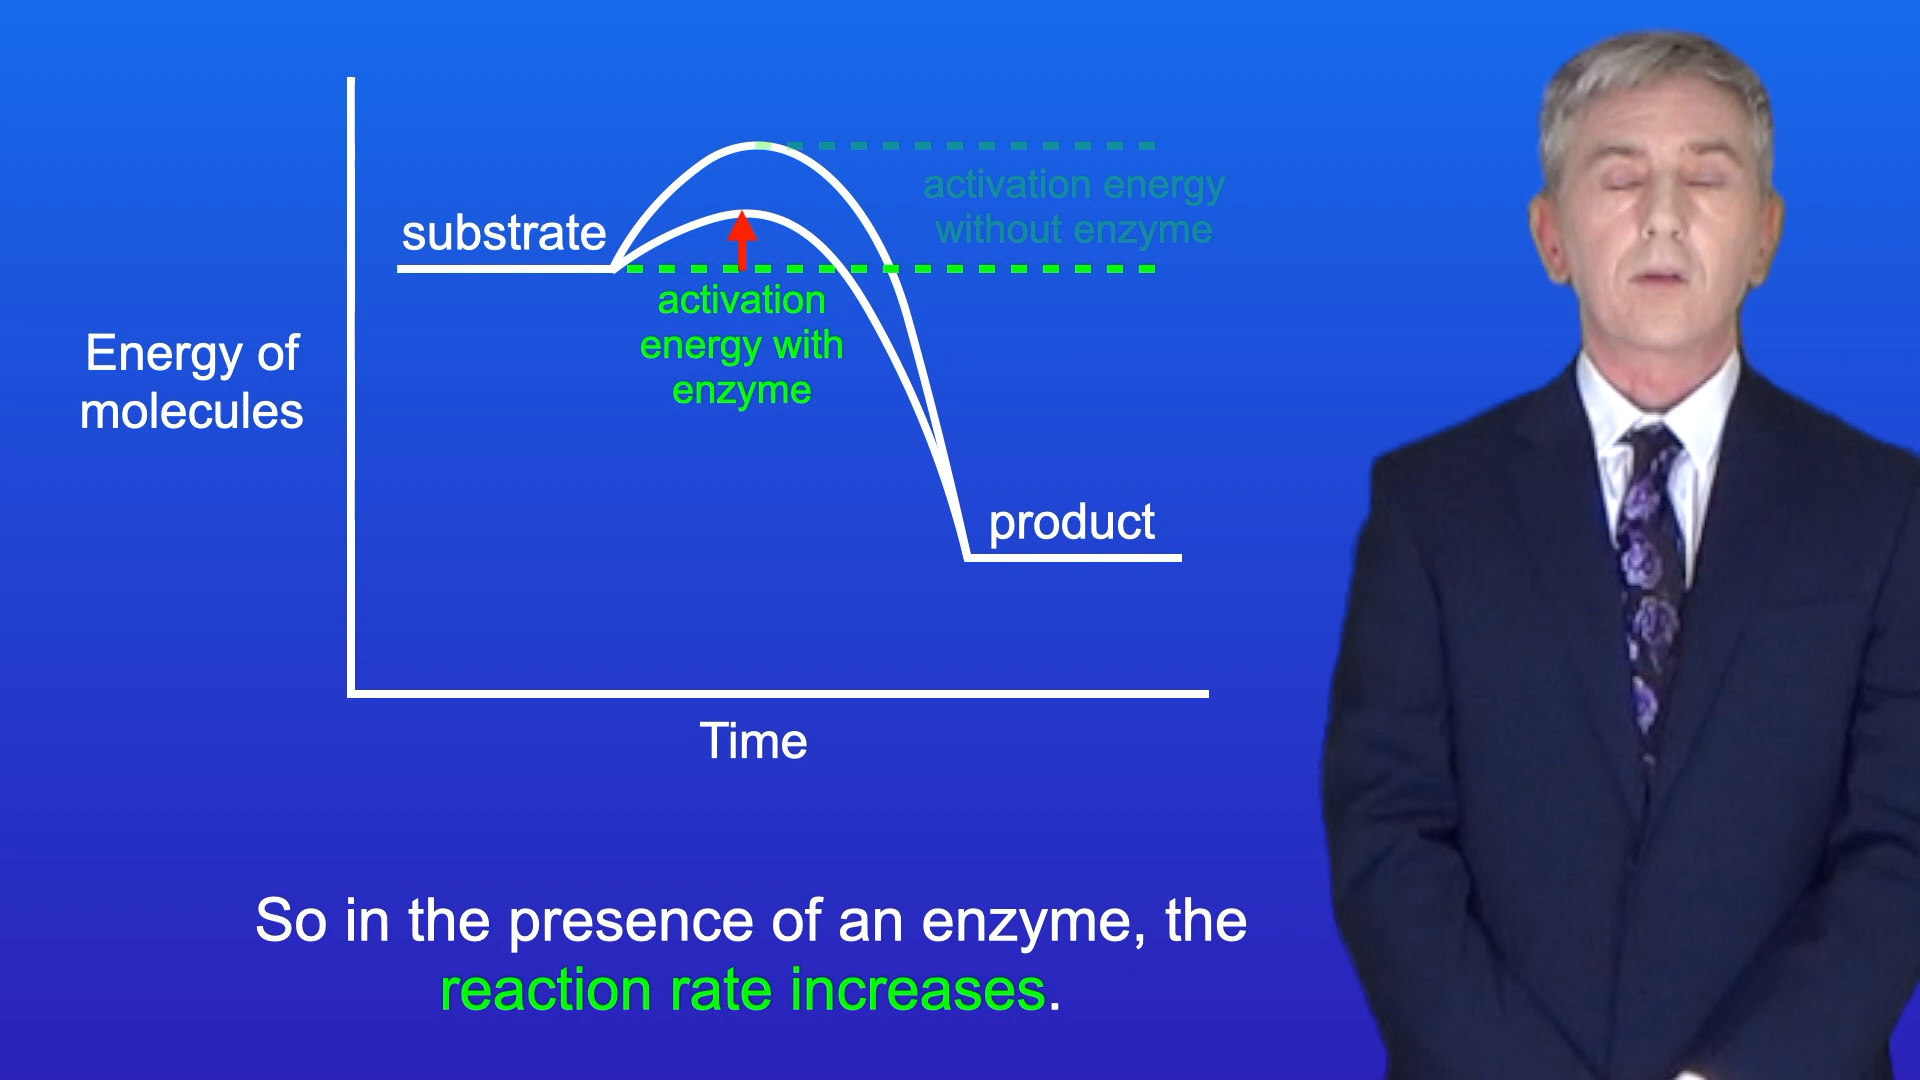 activation energy
without enzyme
substrate
activation
energy with
enzyme
Energy of
molecules
product
Time
So in the presence of an enzyme, the
reaction rate increases.